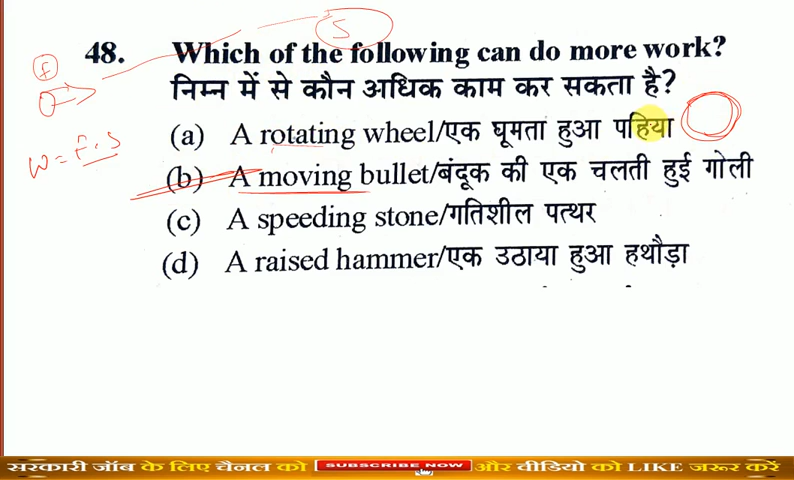 S
48. Which of the following can do more work?
f
निम्न में से कौन अधिक काम कर सकता है?
(a) A rotating wheel/एक घूमता हुआ पहिया
W = F. S
(b) A moving bullet/बंदूक की एक चलती हुई गोली
(c) A speeding stone/गतिशील पत्थर
(d) A raised hammer/एक उठाया हुआ हथौड़ा
सरकारी जॉब के लिए चैनल को SUBSCRIBE NOW और वीडियो को LIKE जरूर करें